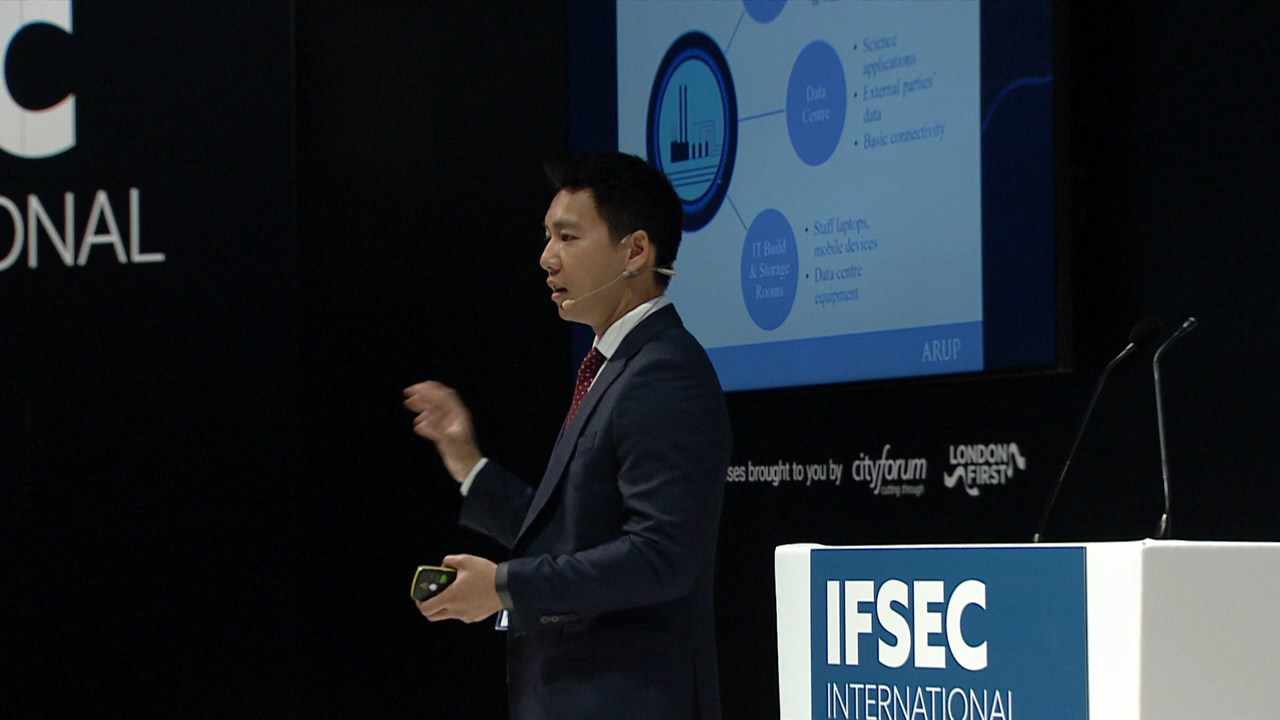 C
ONAL
Data
Centre
• Science
applications
• External parties'
data
• Basic connectivity
IT Build
& Storage
Rooms
• Staff laptops,
mobile devices
• Data centre
equipment
ARUP
ses brought to you by
cityforum
cutting through
LONDON
FIRST
IFSEC
INTERNATIONAL